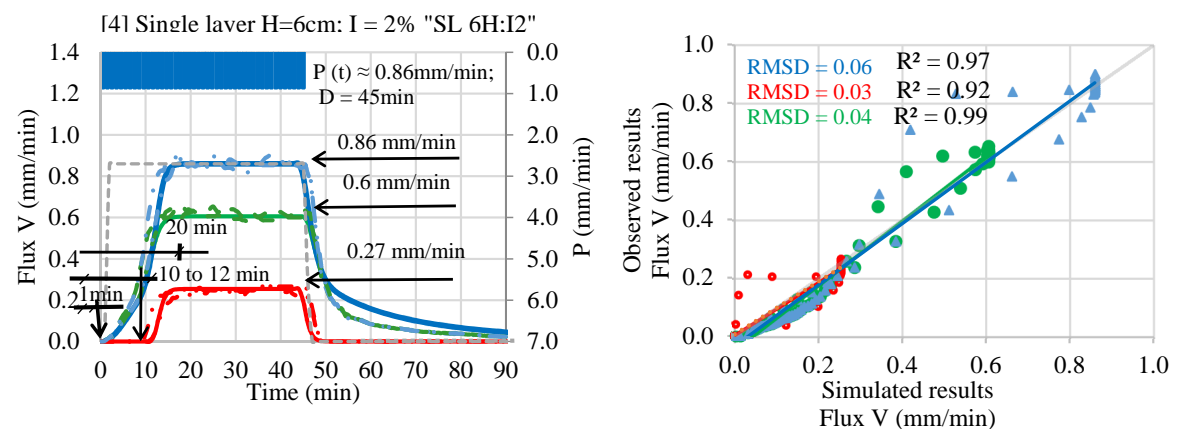 [4] Single layer H=6cm; I = 2% "SL 6H;I2"
1.4
1.2
1.0
0.8
0.6
0.4
0.2
0.0
Flux V (mm/min)
P (t) ≈ 0.86mm/min;
D = 45min
0.86 mm/min
0.6 mm/min
20 min
0.27 mm/min
10 to 12 min
1min
0.0
1.0
2.0
3.0
4.0
5.0
6.0
7.0
P (mm/min)
0 10 20 30 40 50 60 70 80 90
Time (min)
RMSD = 0.06 R² = 0.97
RMSD = 0.03 R² = 0.92
RMSD = 0.04 R² = 0.99
1.0
0.8
0.6
0.4
0.2
0.0
Observed results
Flux V (mm/min)
0.0 0.2 0.4 0.6 0.8 1.0
Simulated results
Flux V (mm/min)